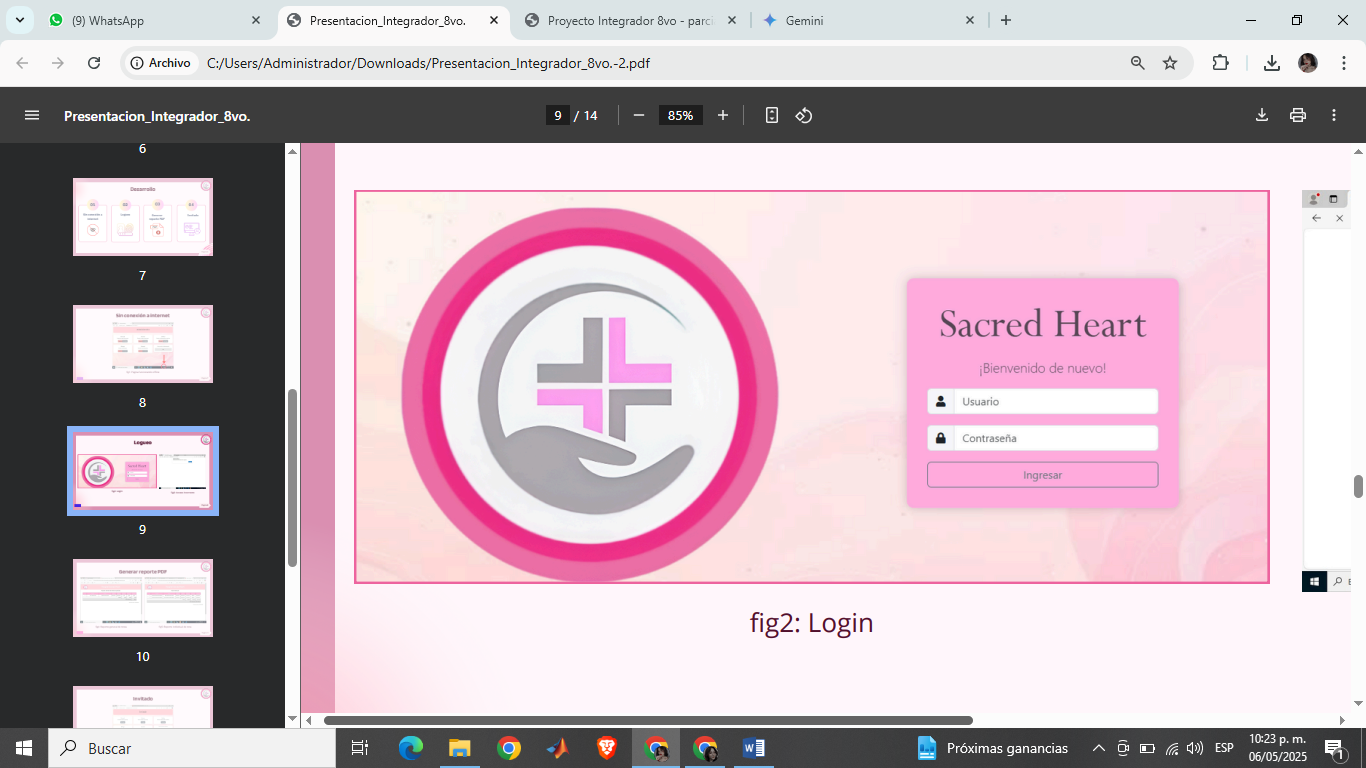 (9) WhatsApp
Presentacion_Integrador_8vo.
Proyecto Integrador 8vo - parci
Gemini
Archivo
C:/Users/Administrador/Downloads/Presentacion_Integrador_8vo.-2.pdf
Presentacion_Integrador_8vo.
9 / 14
85%
6
Desarrollo
7
Sin conexión a internet
8
Logueo
9
Generar reporte PDF
10
Invitado
Sacred Heart
¡Bienvenido de nuevo!
Usuario
Contraseña
Ingresar
fig2: Login
Buscar
Próximas ganancias
ESP
10:23 p. m.
06/05/2025
1